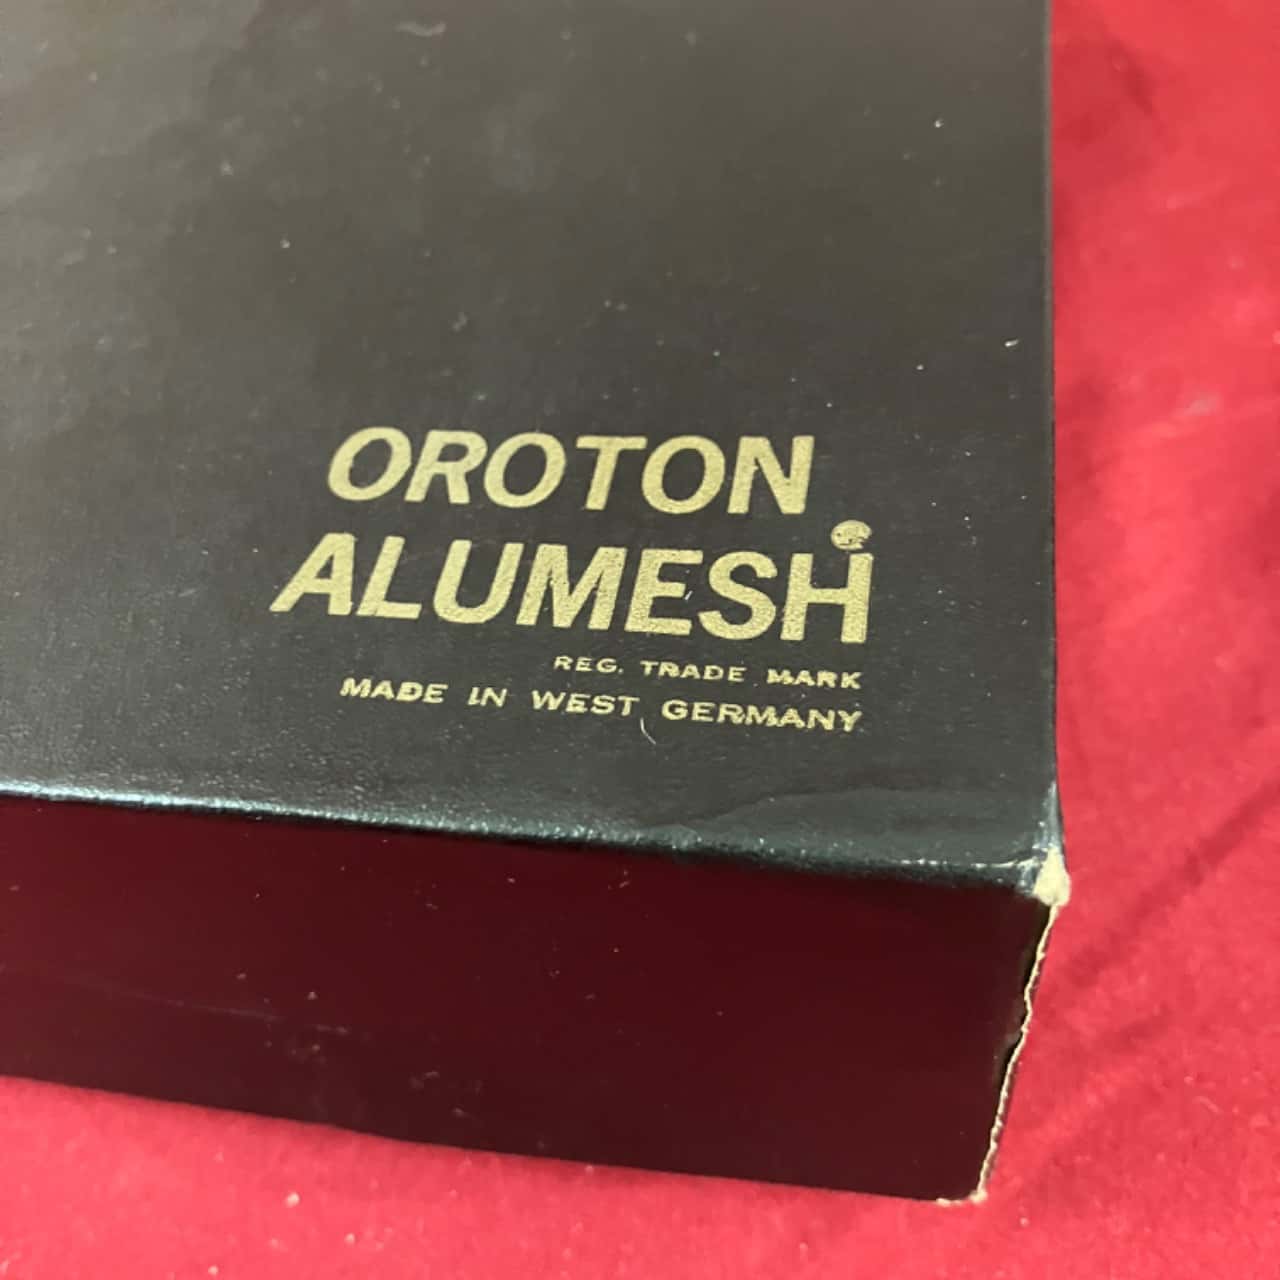 OROTON
ALUMESH
REG. TRADE MARK
MADE IN WEST GERMANY